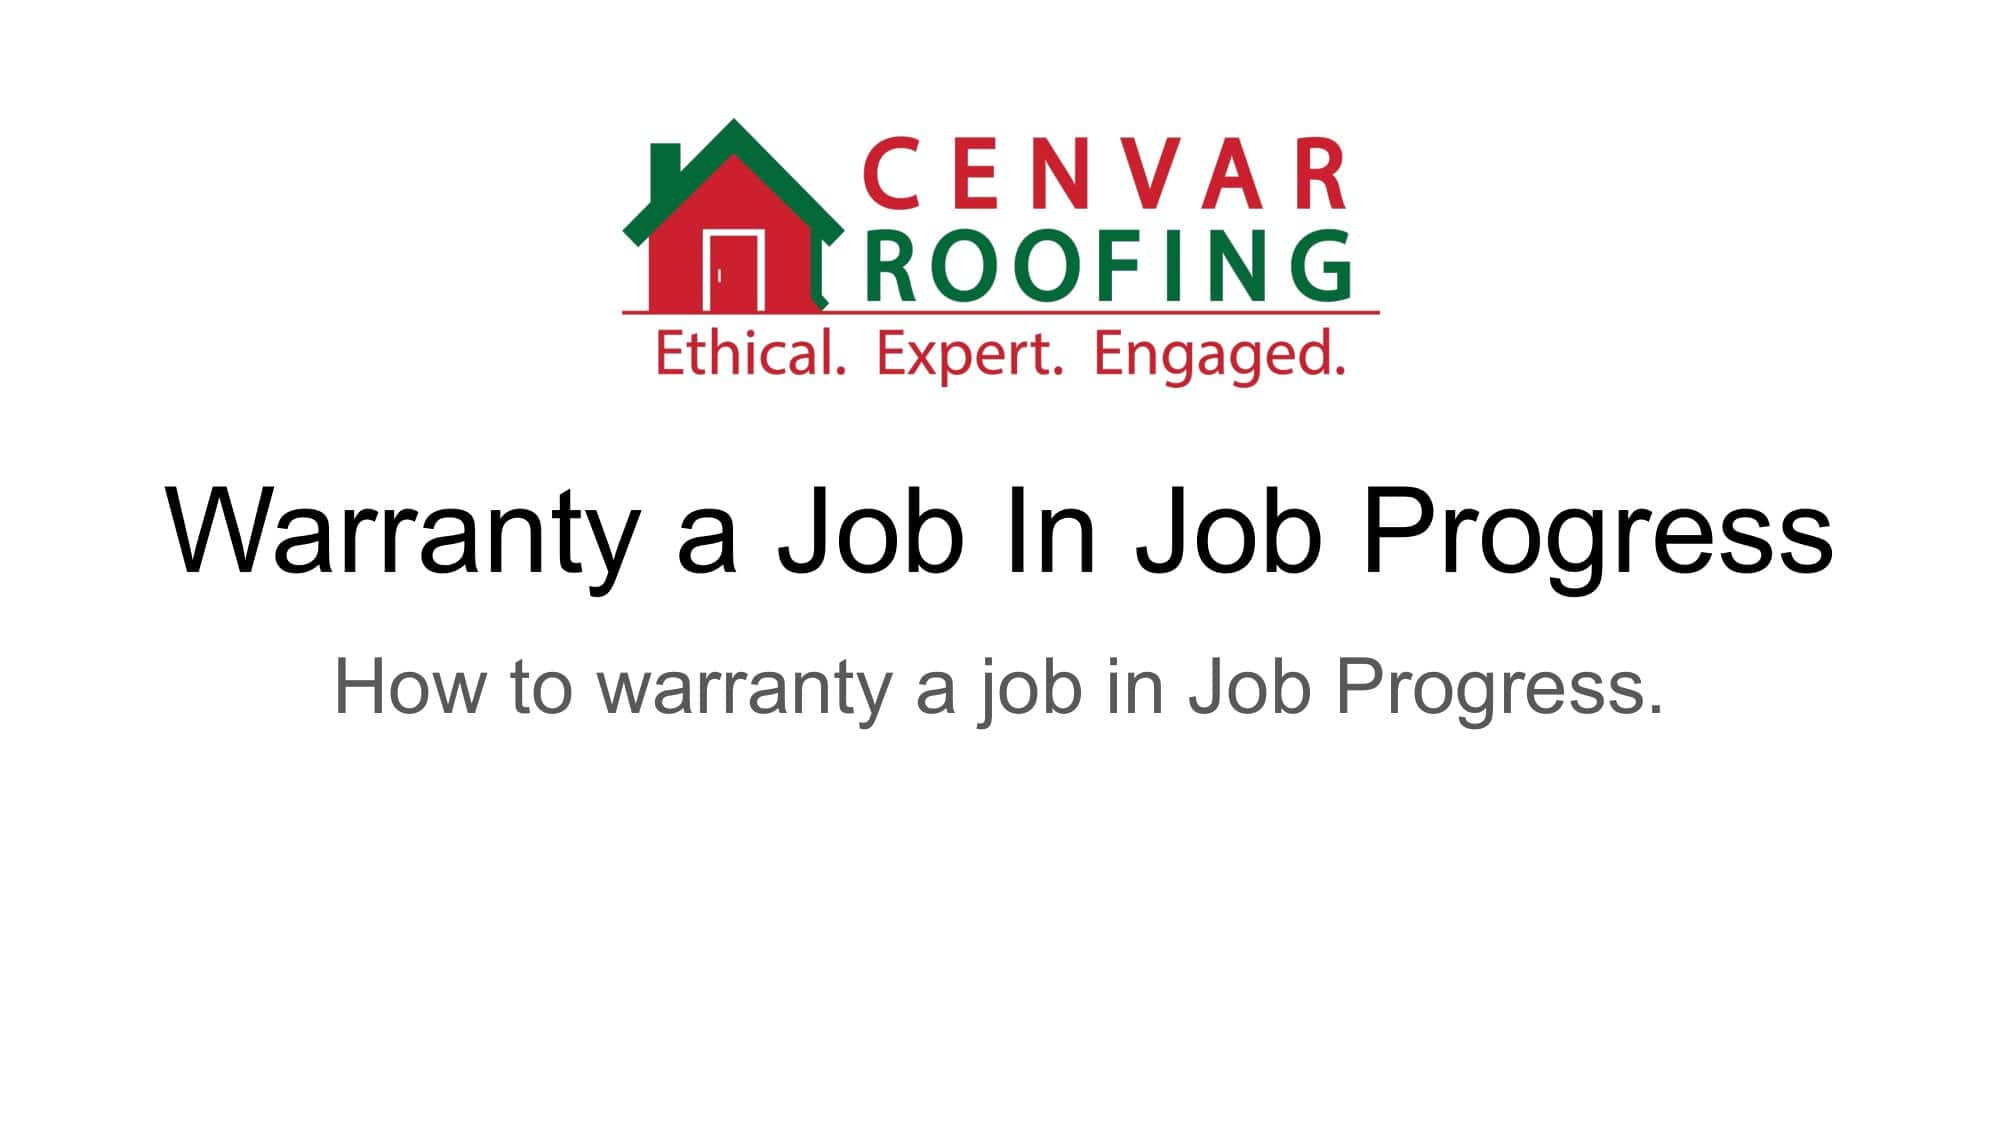 CENVAR
ROOFING
Ethical. Expert. Engaged.
Warranty a Job In Job Progress
How to warranty a job in Job Progress.